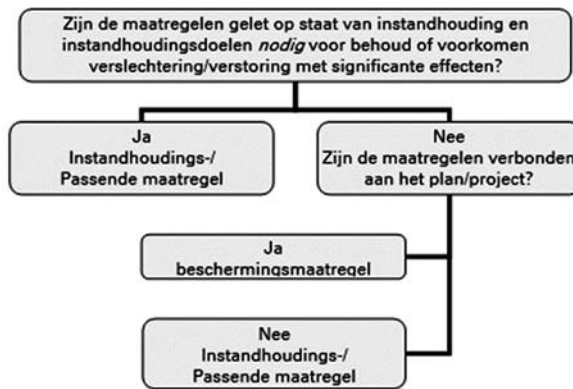 Zijn de maatregelen gelet op staat van instandhouding en
instandhoudingsdoelen nodig voor behoud of voorkomen
verslechtering/verstoring met significante effecten?
Ja
Instandhoudings-/
Passende maatregel
Nee
Zijn de maatregelen verbonden
aan het plan/project?
Ja
beschermingsmaatregel
Nee
Instandhoudings-/
Passende maatregel